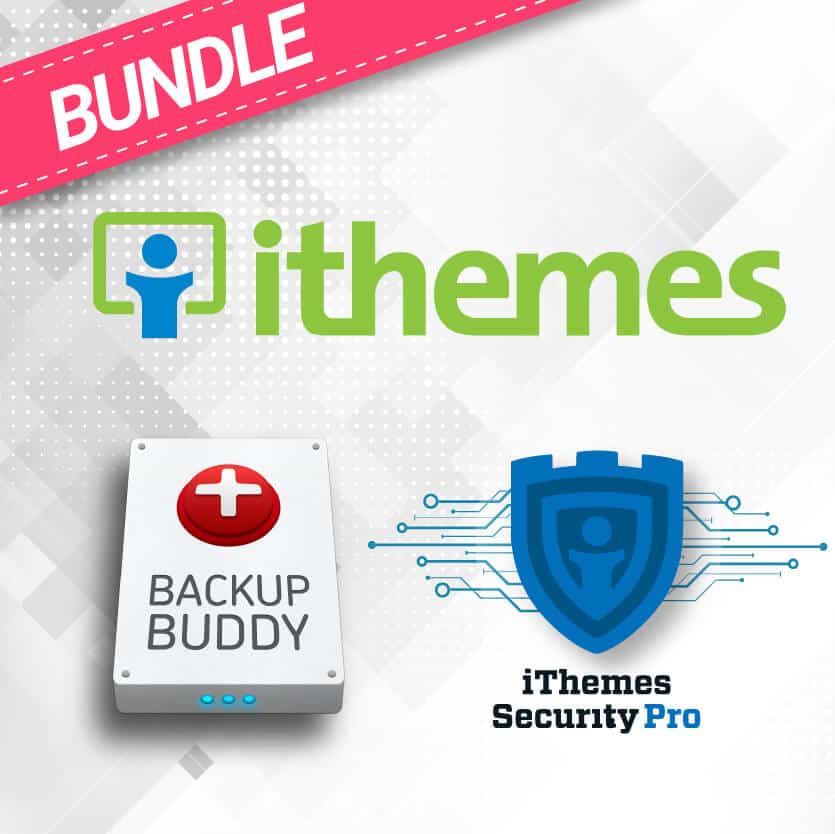 BUNDLE
ithemes
BACKUP
BUDDY
iThemes
Security Pro